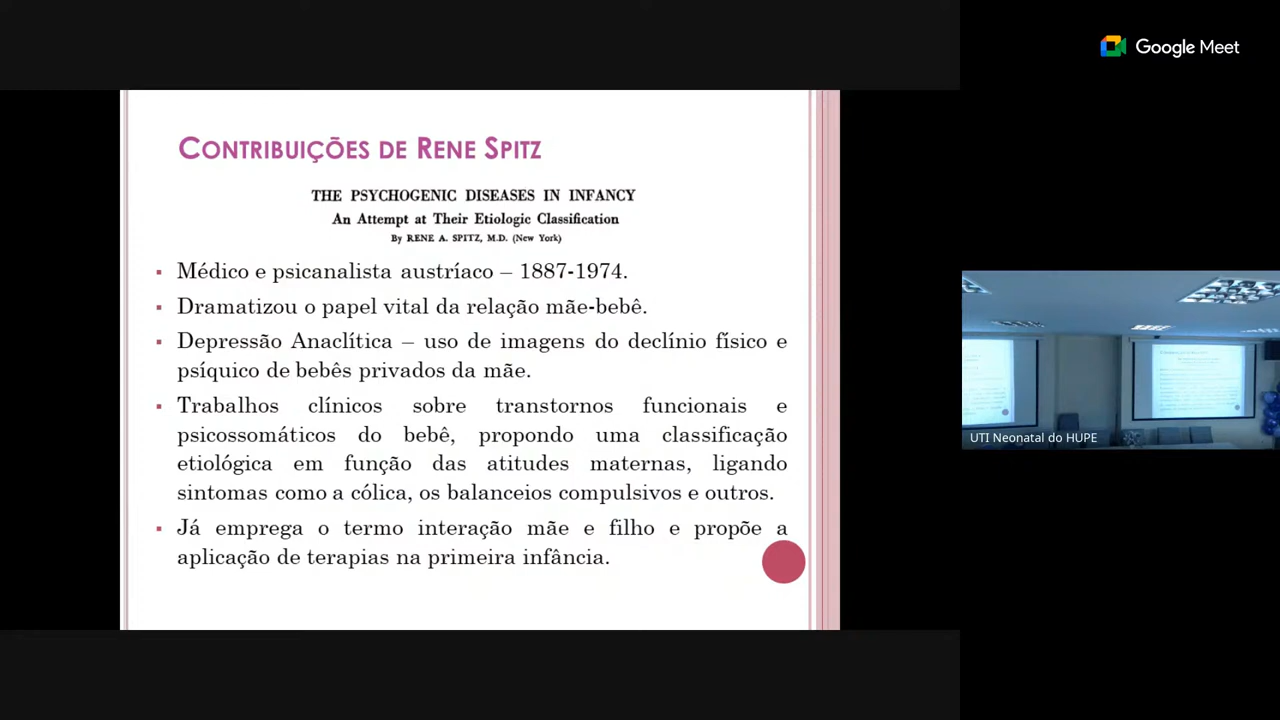 Google Meet
CONTRIBUIÇÕES DE RENE SPITZ
THE PSYCHOGENIC DISEASES IN INFANCY
An Attempt at Their Etiologic Classification
By RENE A. SPITZ, M.D. (New York)
Médico e psicanalista austríaco – 1887-1974.
Dramatizou o papel vital da relação mãe-bebê.
Depressão Anaclítica – uso de imagens do declínio físico e
psíquico de bebês privados da mãe.
Trabalhos clínicos sobre transtornos funcionais e
psicossomáticos do bebê, propondo uma classificação
etiológica em função das atitudes maternas, ligando
sintomas como a cólica, os balanceios compulsivos e outros.
Já emprega o termo interação mãe e filho e propõe a
aplicação de terapias na primeira infância.
UTI Neonatal do HUPE